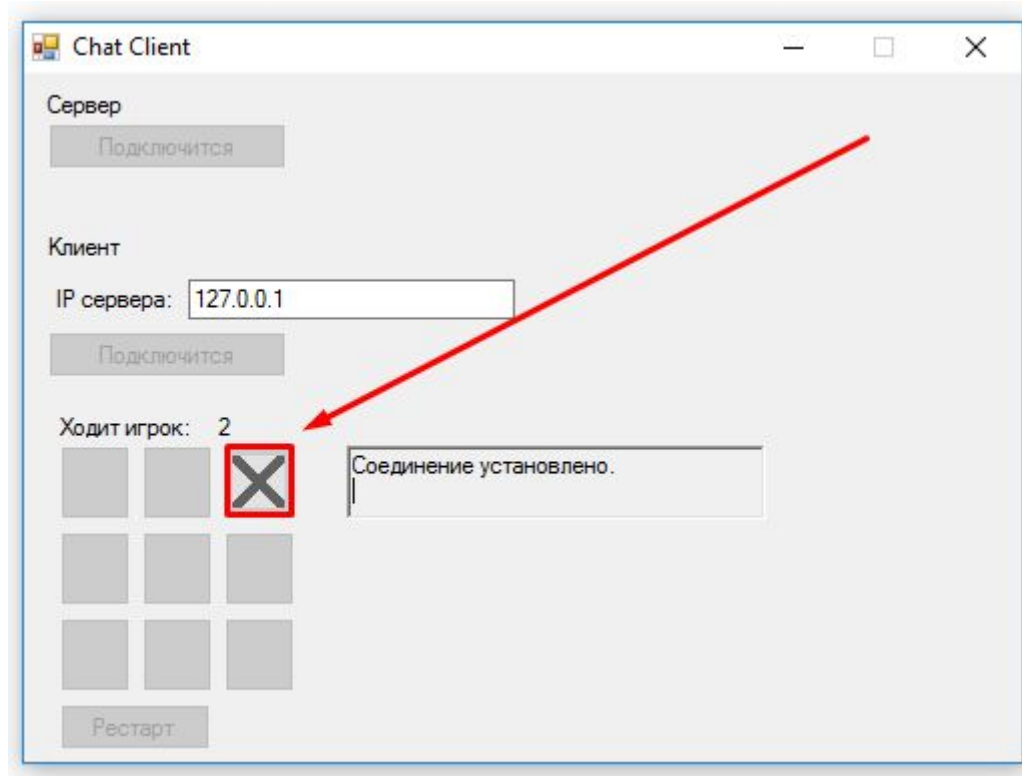 Chat Client
Сервер
Подключится
Клиент
IP сервера: 127.0.0.1
Подключится
Ходит игрок: 2
Соединение установлено.
Рестарт